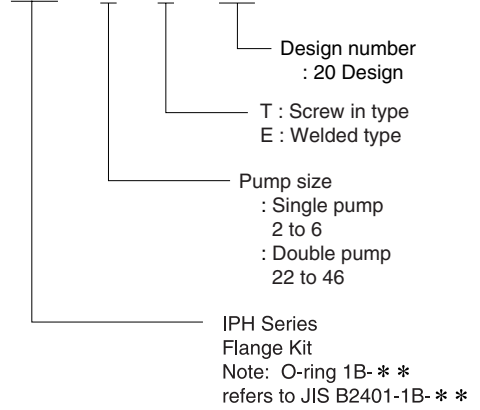 Design number
: 20 Design
T : Screw in type
E : Welded type
Pump size
: Single pump
2 to 6
: Double pump
22 to 46
IPH Series
Flange Kit
Note: O-ring 1B-＊＊
refers to JIS B2401-1B-＊＊